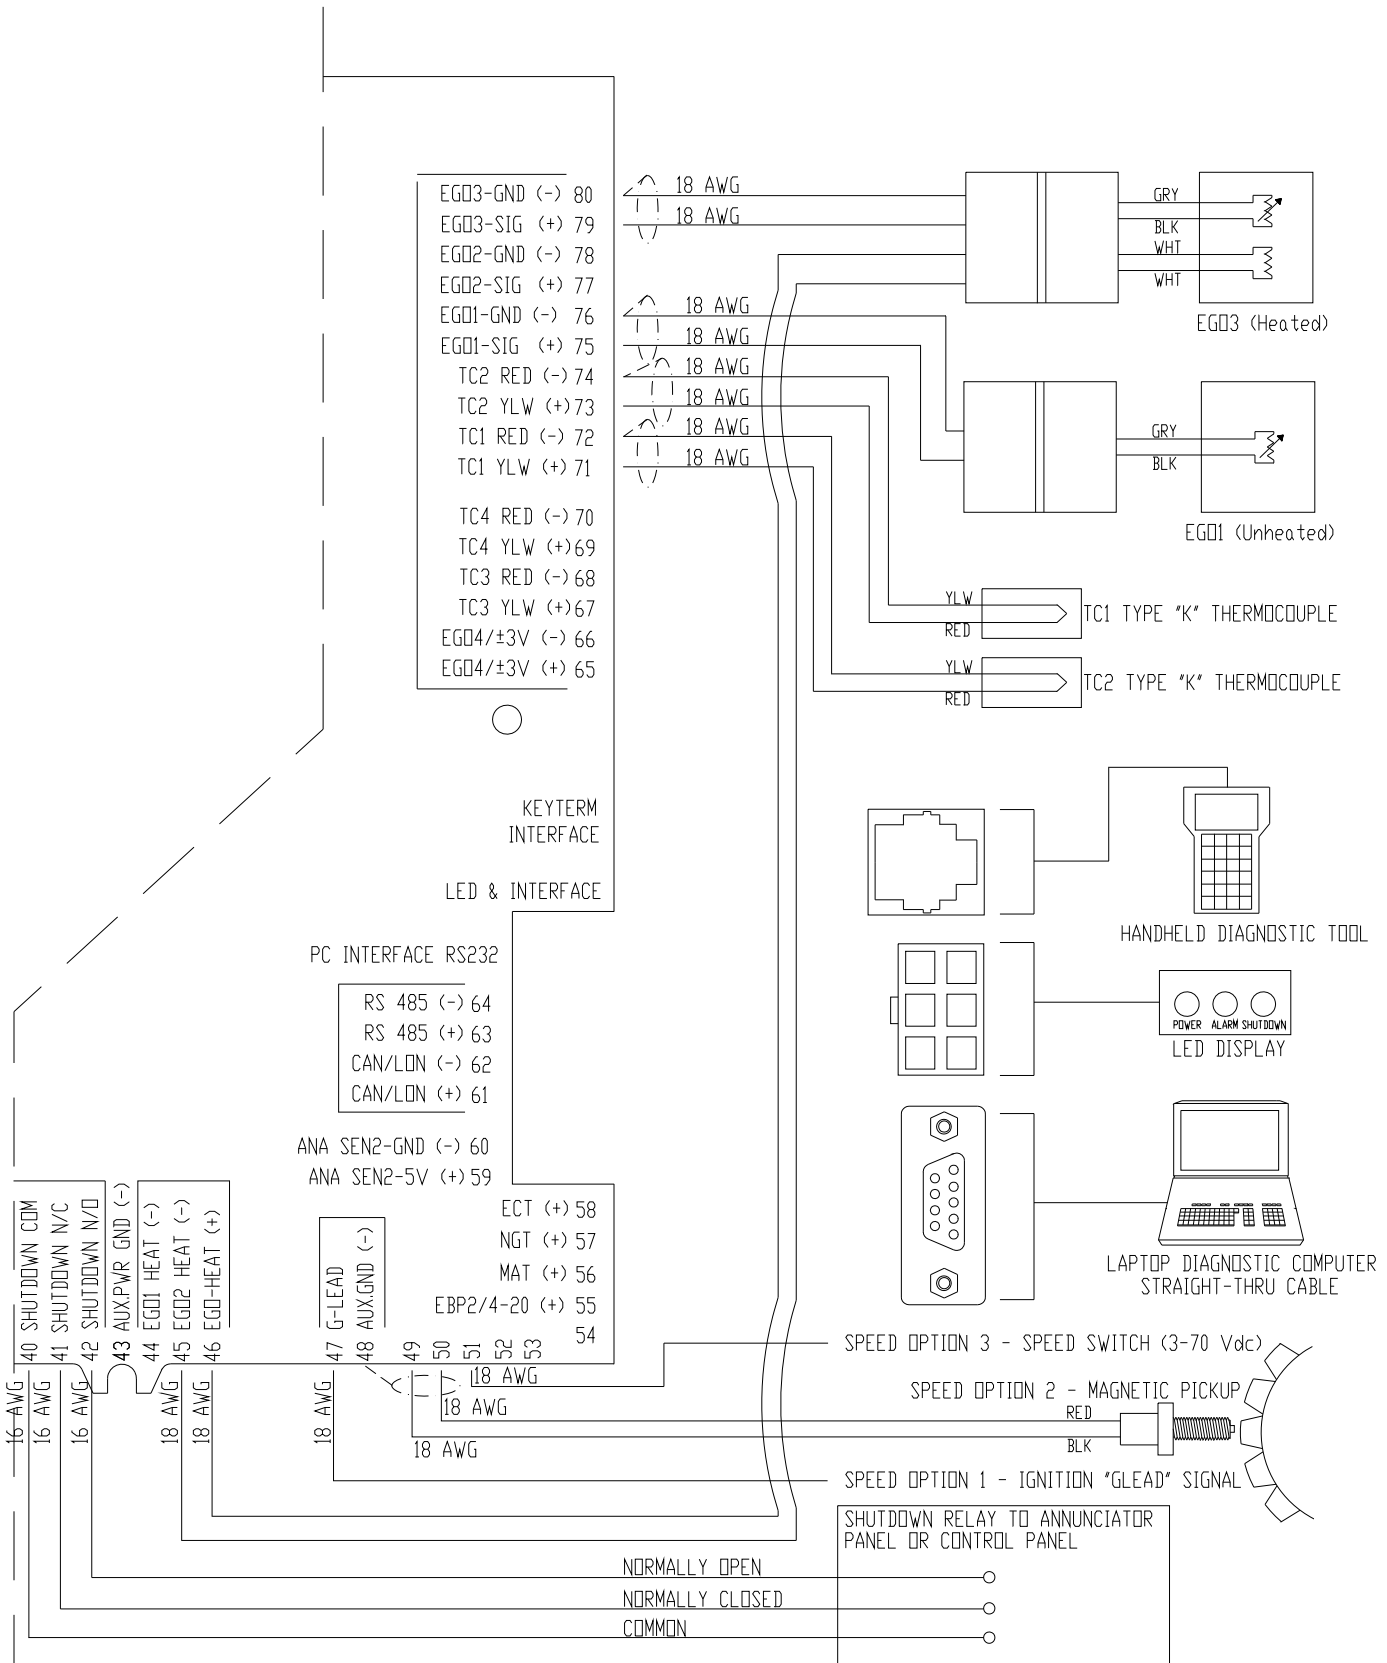 EGO3-GND (-) 80
EGO3-SIG (+) 79
EGO2-GND (-) 78
EGO2-SIG (+) 77
EGO1-GND (-) 76
EGO1-SIG (+) 75
TC2 RED (-) 74
TC2 YLW (+) 73
TC1 RED (-) 72
TC1 YLW (+) 71
TC4 RED (-) 70
TC4 YLW (+) 69
TC3 RED (-) 68
TC3 YLW (+) 67
EGO4/±3V (-) 66
EGO4/±3V (+) 65
18 AWG
18 AWG
18 AWG
18 AWG
18 AWG
18 AWG
18 AWG
18 AWG
GRY
BLK
WHT
WHT
EGO3 (Heated)
GRY
BLK
EGO1 (Unheated)
YLW
RED
TC1 TYPE "K" THERMOCOUPLE
YLW
RED
TC2 TYPE "K" THERMOCOUPLE
KEYTERM
INTERFACE
LED & INTERFACE
PC INTERFACE RS232
HANDHELD DIAGNOSTIC TOOL
POWER ALARM SHUTDOWN
LED DISPLAY
LAPTOP DIAGNOSTIC COMPUTER
STRAIGHT-THRU CABLE
RS 485 (-) 64
RS 485 (+) 63
CAN/LON (-) 62
CAN/LON (+) 61
ANA SEN2-GND (-) 60
ANA SEN2-5V (+) 59
ECT (+) 58
NGT (+) 57
MAT (+) 56
EBP2/4-20 (+) 55
54
53
52
51
50
49
48 AUX.GND (-)
47 G-LEAD
46 EGO-HEAT (+)
45 EGO2 HEAT (-)
44 EGO1 HEAT (-)
43 AUX.PWR GND (-)
42 SHUTDOWN N/O
41 SHUTDOWN N/C
40 SHUTDOWN COM
16 AWG
16 AWG
16 AWG
18 AWG
18 AWG
18 AWG
18 AWG
18 AWG
18 AWG
SPEED OPTION 3 - SPEED SWITCH (3-70 Vdc)
SPEED OPTION 2 - MAGNETIC PICKUP
RED
BLK
SPEED OPTION 1 - IGNITION "GLEAD" SIGNAL
SHUTDOWN RELAY TO ANNUNCIATOR
PANEL OR CONTROL PANEL
NORMALLY OPEN
NORMALLY CLOSED
COMMON